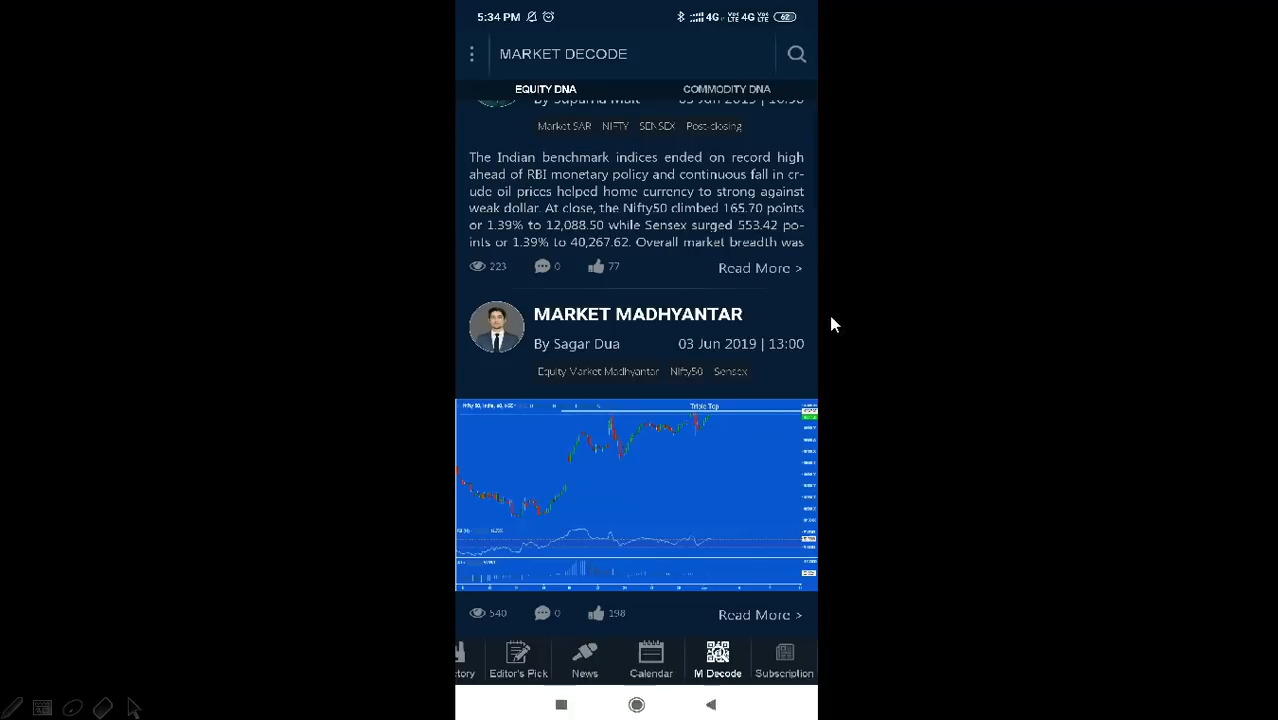 5:34 PM 4G VoLTE 4G VoLTE 62
MARKET DECODE
EQUITY DNA COMMODITY DNA
Market SAR NIFTY SENSEX Post-closing
The Indian benchmark indices ended on record high
ahead of RBI monetary policy and continuous fall in cr-
ude oil prices helped home currency to strong against
weak dollar. At close, the Nifty50 climbed 165.70 points
or 1.39% to 12,088.50 while Sensex surged 553.42 po-
ints or 1.39% to 40,267.62. Overall market breadth was
223 0 77 Read More >
MARKET MADHYANTAR
By Sagar Dua 03 Jun 2019 | 13:00
Equity Market Madhyantar Nifty50 Sensex
Triple Top
540 0 198 Read More >
tory Editor's Pick News Calendar M Decode Subscription